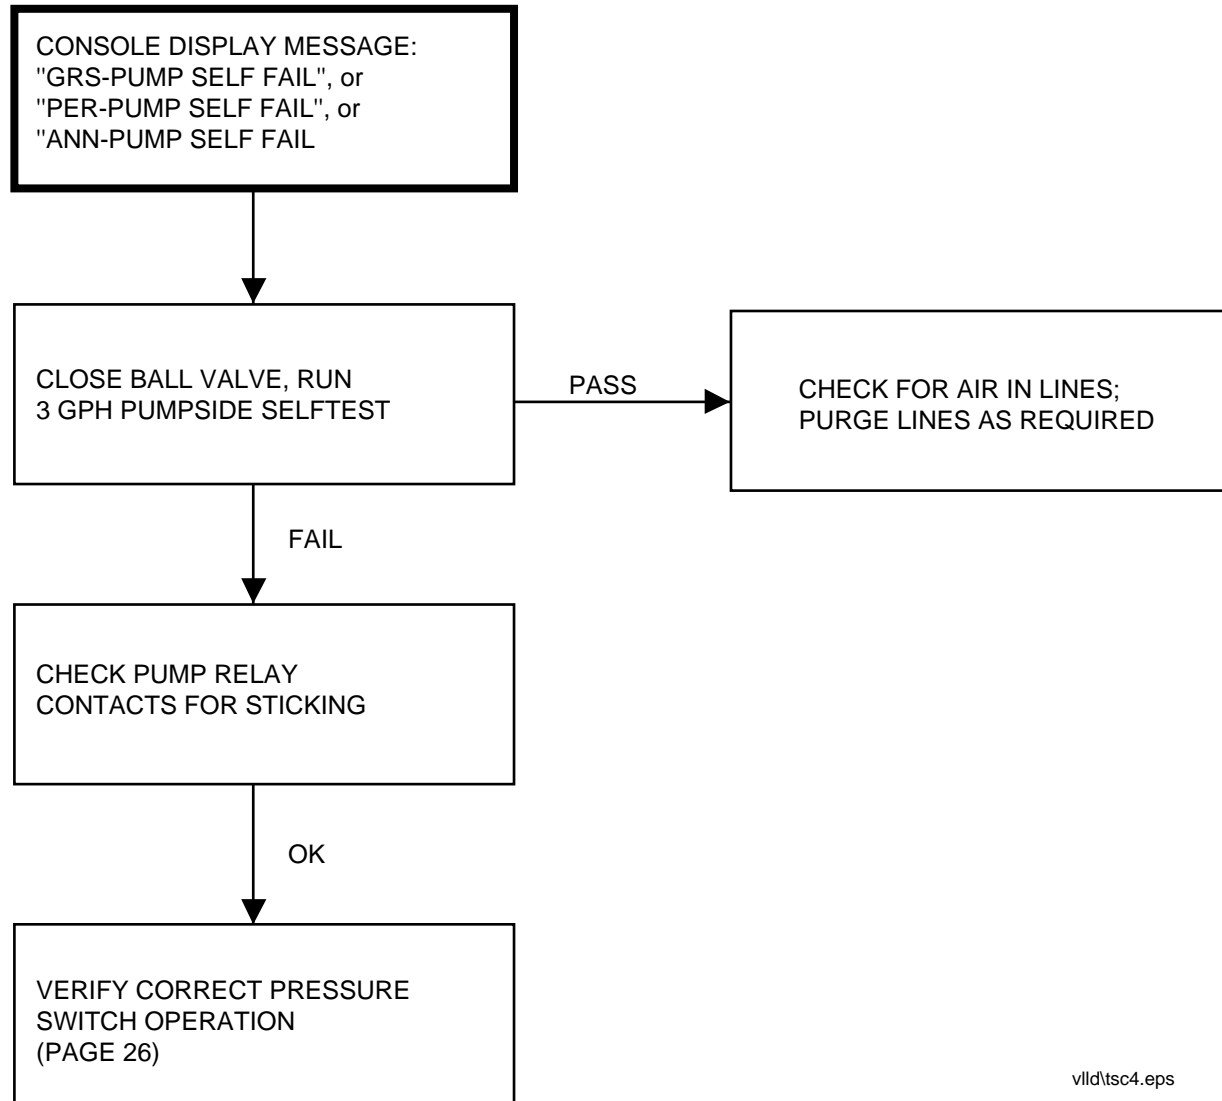 CONSOLE DISPLAY MESSAGE:
"GRS-PUMP SELF FAIL", or
"PER-PUMP SELF FAIL", or
"ANN-PUMP SELF FAIL
CLOSE BALL VALVE, RUN
3 GPH PUMPSIDE SELFTEST
PASS
CHECK FOR AIR IN LINES;
PURGE LINES AS REQUIRED
FAIL
CHECK PUMP RELAY
CONTACTS FOR STICKING
OK
VERIFY CORRECT PRESSURE
SWITCH OPERATION
(PAGE 26)
vlld\tsc4.eps